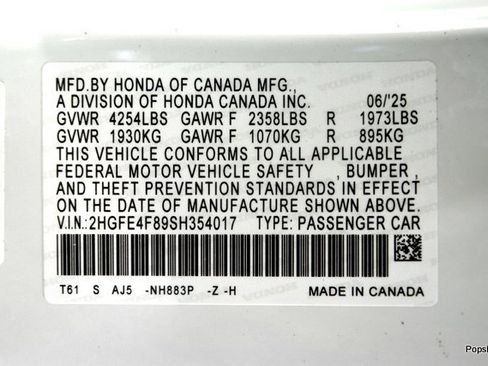 MFD.BY HONDA OF CANADA MFG.,
A DIVISION OF HONDA CANADA INC. 06/'25
GVWR 4254LBS GAWR F 2358LBS R 1973LBS
GVWR 1930KG GAWR F 1070KG R 895KG
THIS VEHICLE CONFORMS TO ALL APPLICABLE
FEDERAL MOTOR VEHICLE SAFETY , BUMPER ,
AND THEFT PREVENTION STANDARDS IN EFFECT
ON THE DATE OF MANUFACTURE SHOWN ABOVE.
V.I.N:2HGFE4F89SH354017 TYPE: PASSENGER CAR
T61 S AJ5 -NH883P -Z -H MADE IN CANADA